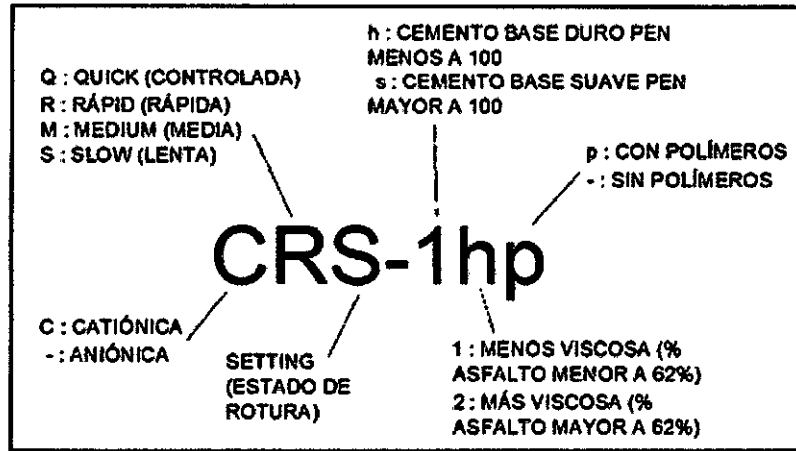 h : CEMENTO BASE DURO PEN
MENOS A 100
s : CEMENTO BASE SUAVE PEN
MAYOR A 100
Q : QUICK (CONTROLADA)
R : RÁPID (RÁPIDA)
M : MEDIUM (MEDIA)
S : SLOW (LENTA)
p : CON POLÍMEROS
- : SIN POLÍMEROS
CRS-1hp
C : CATIÓNICA
- : ANIÓNICA
SETTING
(ESTADO DE
ROTURA)
1 : MENOS VISCOSA (%
ASFALTO MENOR A 62%)
2 : MÁS VISCOSA (%
ASFALTO MAYOR A 62%)